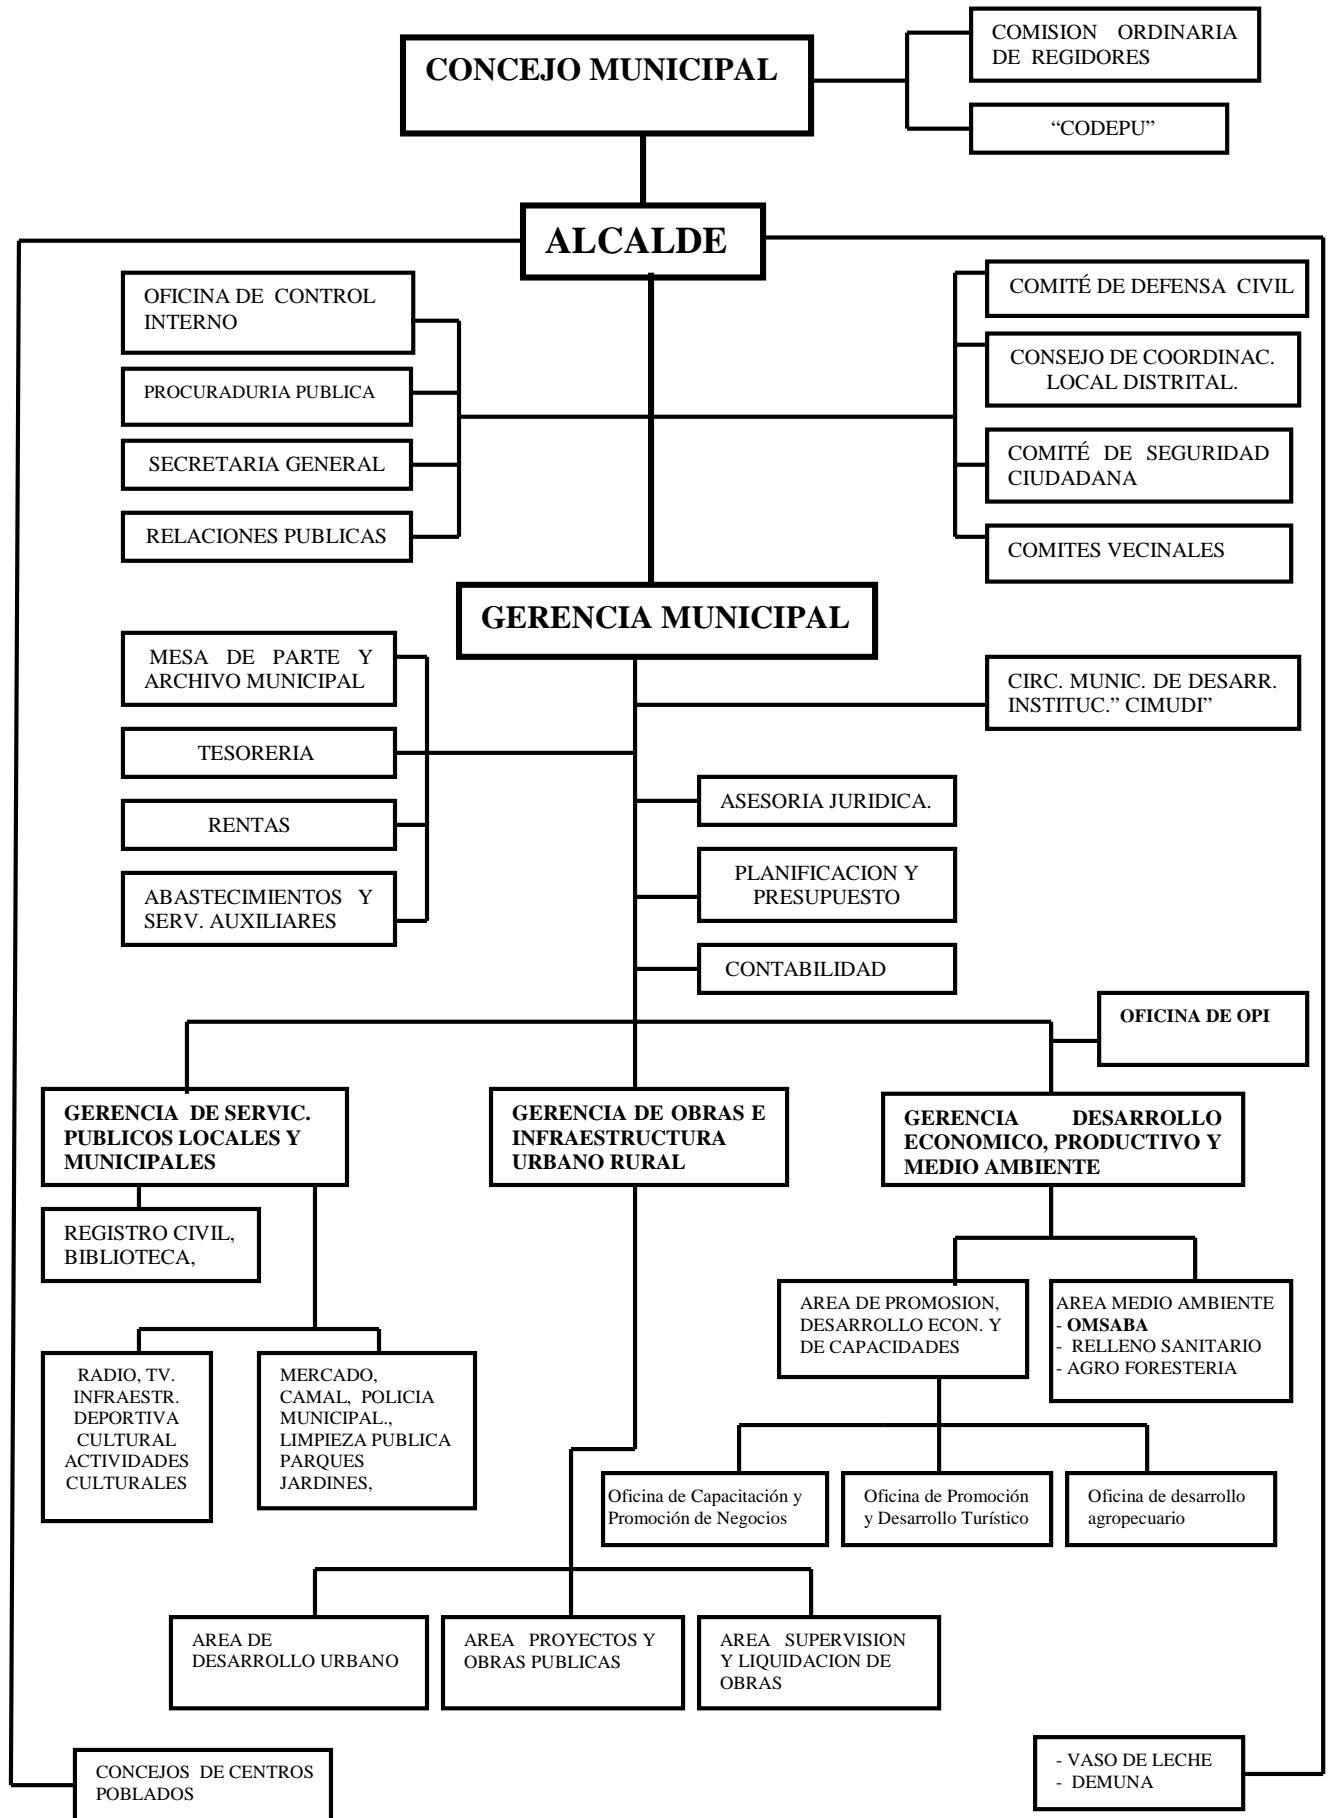 COMISION ORDINARIA
DE REGIDORES
CONCEJO MUNICIPAL
“CODEPU”
ALCALDE
OFICINA DE CONTROL
INTERNO
PROCURADURIA PUBLICA
SECRETARIA GENERAL
RELACIONES PUBLICAS
COMITÉ DE DEFENSA CIVIL
CONSEJO DE COORDINAC.
LOCAL DISTRITAL.
COMITÉ DE SEGURIDAD
CIUDADANA
COMITES VECINALES
GERENCIA MUNICIPAL
MESA DE PARTE Y
ARCHIVO MUNICIPAL
TESORERIA
RENTAS
ABASTECIMIENTOS Y
SERV. AUXILIARES
CIRC. MUNIC. DE DESARR.
INSTITUC.” CIMUDI”
ASESORIA JURIDICA.
PLANIFICACION Y
PRESUPUESTO
CONTABILIDAD
OFICINA DE OPI
GERENCIA DE SERVIC.
PUBLICOS LOCALES Y
MUNICIPALES
GERENCIA DE OBRAS E
INFRAESTRUCTURA
URBANO RURAL
GERENCIA DESARROLLO
ECONOMICO, PRODUCTIVO Y
MEDIO AMBIENTE
REGISTRO CIVIL,
BIBLIOTECA,
AREA DE PROMOSION,
DESARROLLO ECON. Y
DE CAPACIDADES
AREA MEDIO AMBIENTE
- OMSABA
- RELLENO SANITARIO
- AGRO FORESTERIA
RADIO, TV.
INFRAESTR.
DEPORTIVA
CULTURAL
ACTIVIDADES
CULTURALES
MERCADO,
CAMAL, POLICIA
MUNICIPAL.,
LIMPIEZA PUBLICA
PARQUES
JARDINES,
Oficina de Capacitación y
Promoción de Negocios
Oficina de Promoción
y Desarrollo Turístico
Oficina de desarrollo
agropecuario
AREA DE
DESARROLLO URBANO
AREA PROYECTOS Y
OBRAS PUBLICAS
AREA SUPERVISION
Y LIQUIDACION DE
OBRAS
CONCEJOS DE CENTROS
POBLADOS
- VASO DE LECHE
- DEMUNA